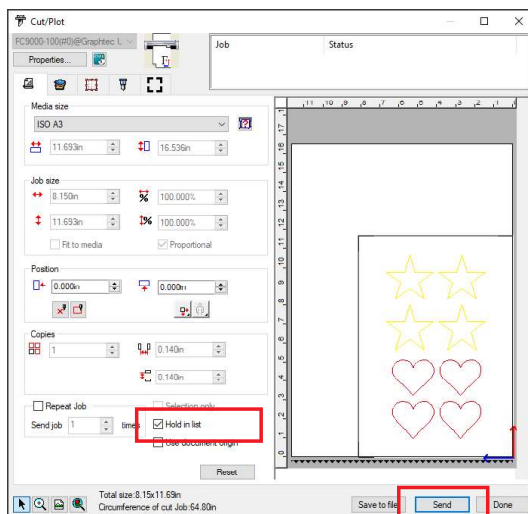 Cut/Plot
FC9000-100(#0)@Graphtec I.
Properties...
Job Status
Media size
ISO A3
11.693in 16.536in
Job size
8.150in 100.000%
11.693in 100.000%
Fit to media Proportional
Position
0.000in 0.000in
Copies
1 0.140in
0.140in
Repeat Job Selection only
Send job 1 times Hold in list
Use document origin
Reset
Total size:8.15x11.69in
Circumference of cut Job:64.80in
Save to file Send Done